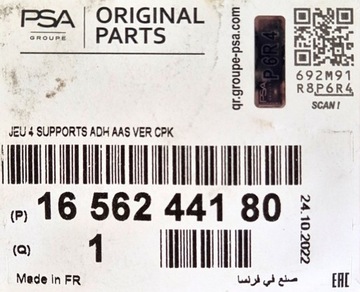 PSA
GROUPE
ORIGINAL
PARTS
qr.groupe-psa.com
P6R4
692M91
R8P6R4
SCAN!
JEU 4 SUPPORTS ADH AAS VER CPK
(P) 16 562 441 80
(Q) 1
24.10.2022
Made in FR
صنع في فرنسا
EAC